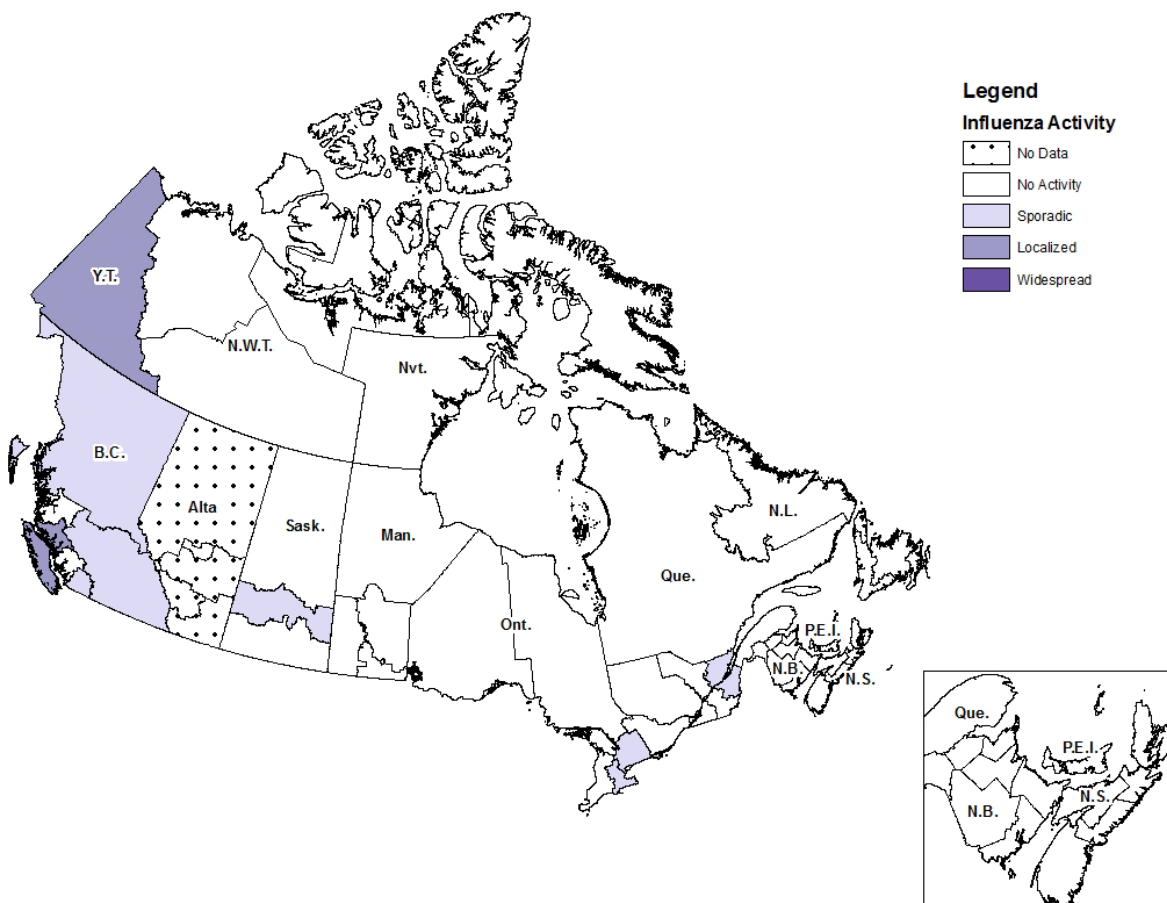 Legend
Influenza Activity
No Data
No Activity
Sporadic
Localized
Widespread
Y.T.
N.W.T.
Nvt.
B.C.
Alta
Sask.
Man.
N.L.
Que.
Ont.
P.E.I.
N.B.
N.S.
Que.
P.E.I.
N.S.
N.B.